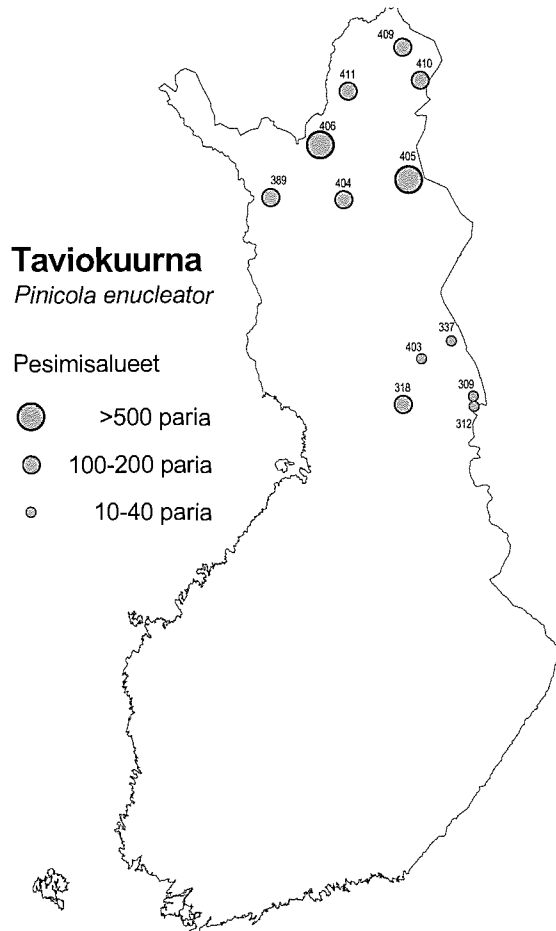 409
410
411
406
405
389
404
Taviokuurna
Pinicola enucleator
337
403
Pesimisalueet
318
309
312
>500 paria
100-200 paria
10-40 paria